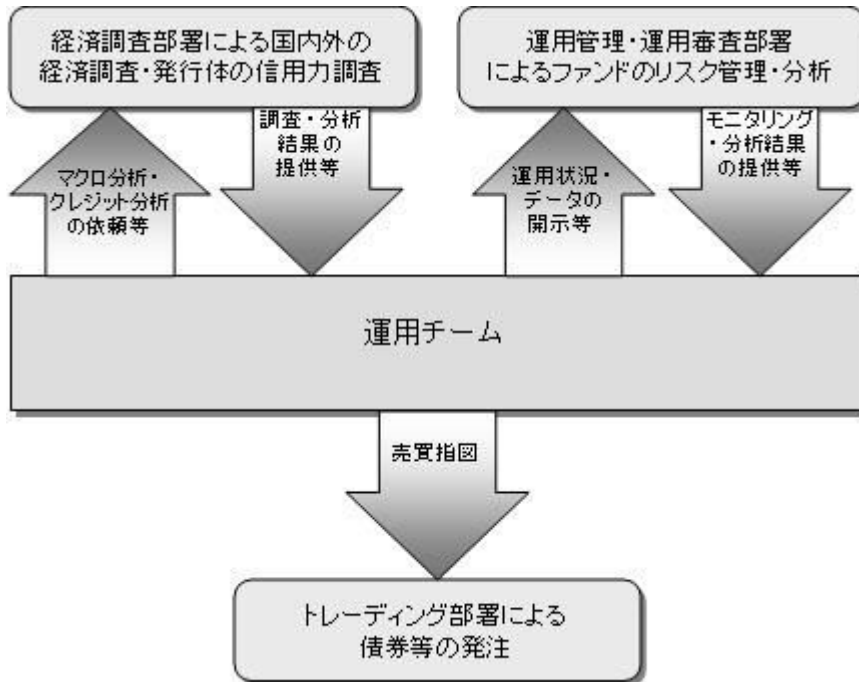 経済調査部署による国内外の
経済調査・発行体の信用力調査
運用管理・運用審査部署
によるファンドのリスク管理・分析
マクロ分析・
クレジット分析
の依頼等
調査・分析
結果の
提供等
運用状況・
データの
開示等
モニタリング
・分析結果
の提供等
運用チーム
売買指図
トレーディング部署による
債券等の発注